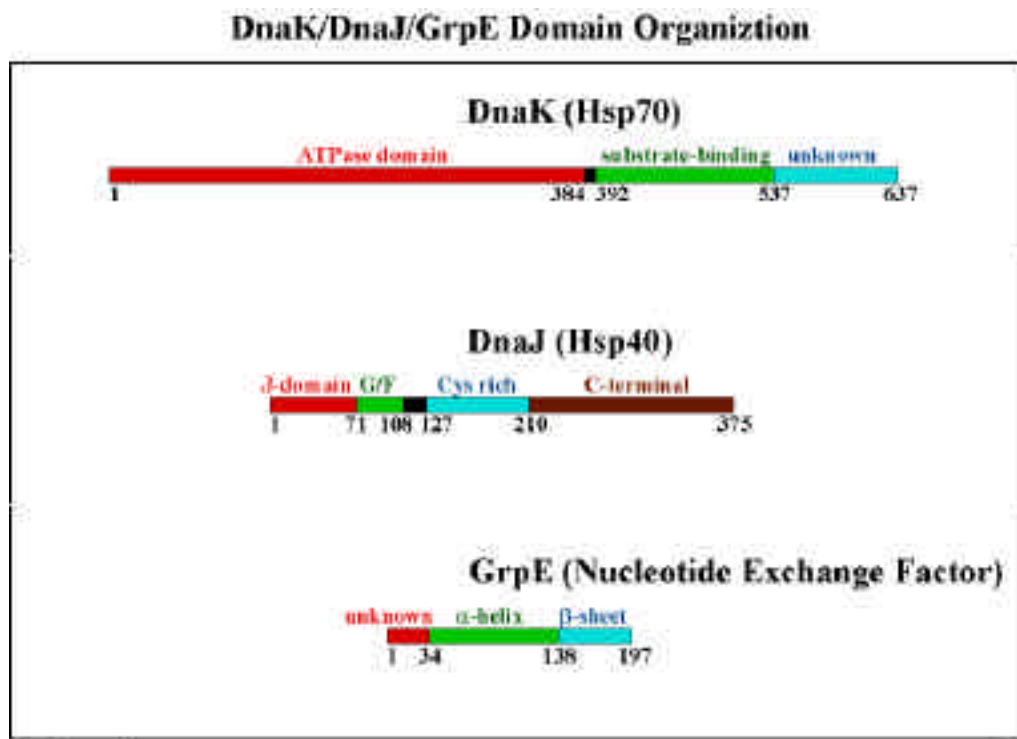 DnaK/DnaJ/GrpE Domain Organiztion
DnaK (Hsp70)
ATPase domain substrate-binding unknown
1 384 392 537 637
DnaJ (Hsp40)
J-domain G/F Cys rich C-terminal
1 71 108 127 210 375
GrpE (Nucleotide Exchange Factor)
unknown α-helix β-sheet
1 34 138 197